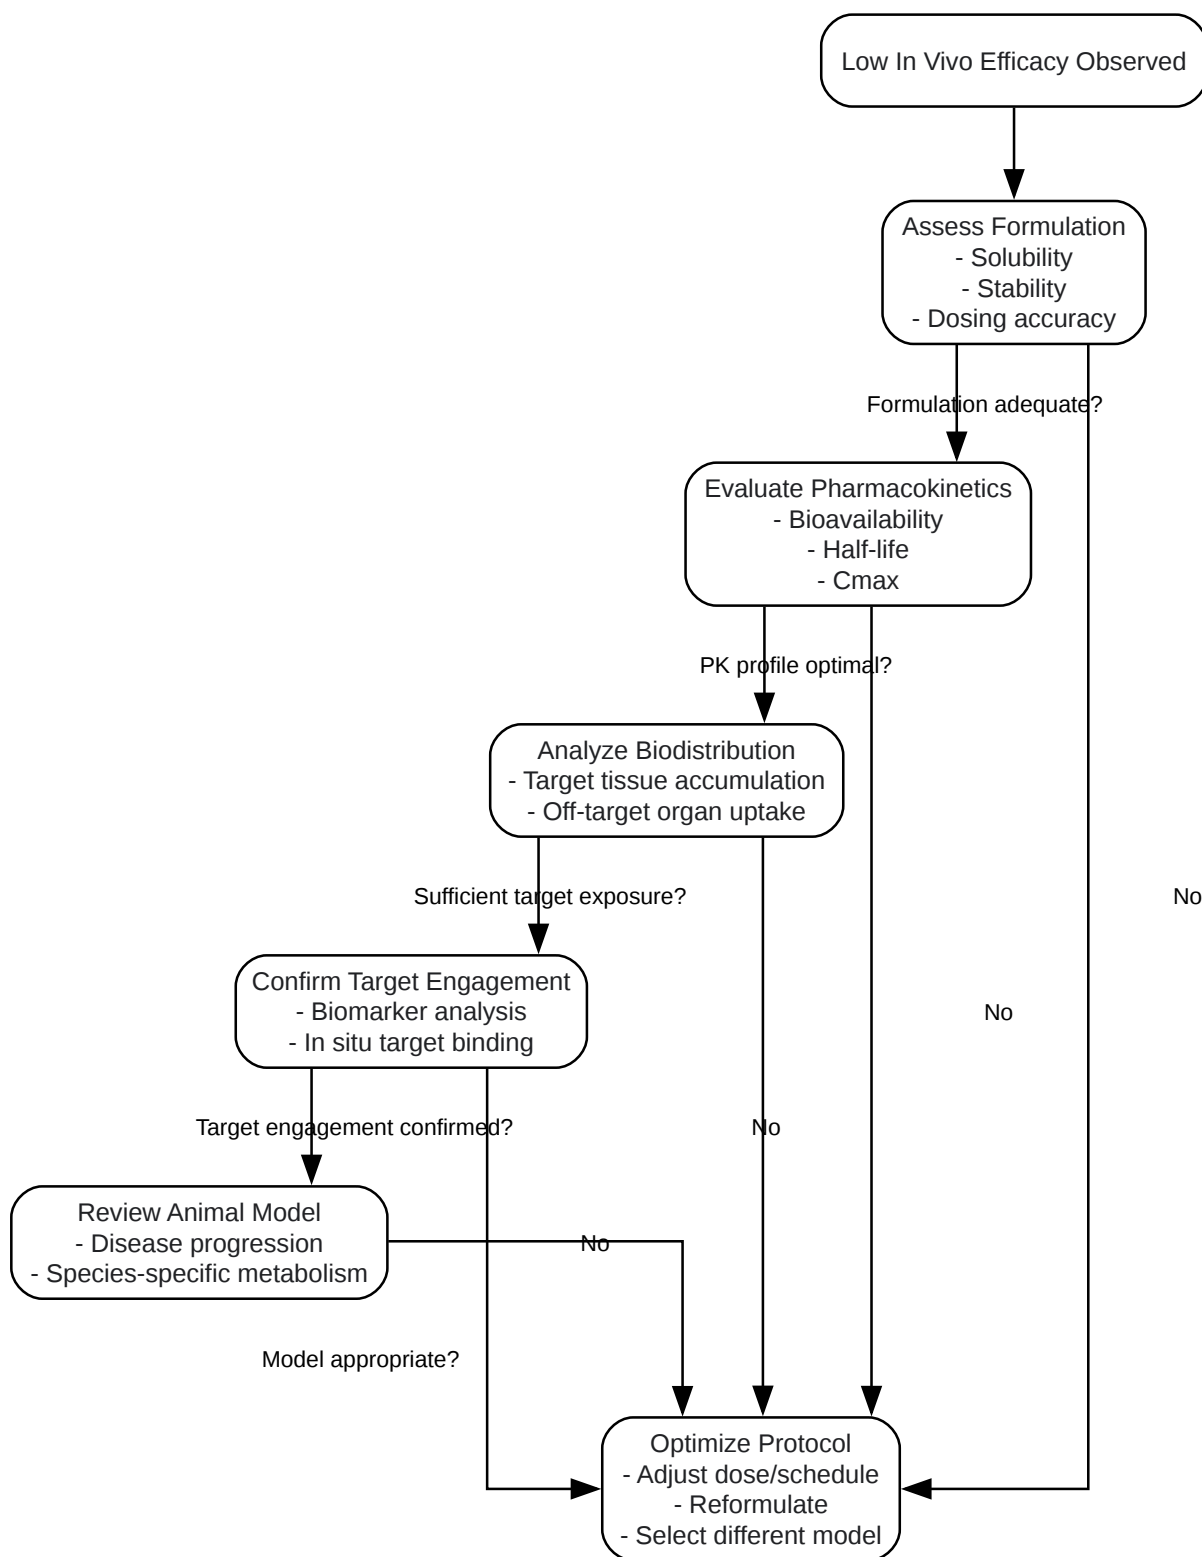 Low In Vivo Efficacy Observed
Assess Formulation
- Solubility
- Stability
- Dosing accuracy
Formulation adequate?
Evaluate Pharmacokinetics
- Bioavailability
- Half-life
- Cmax
PK profile optimal?
Analyze Biodistribution
- Target tissue accumulation
- Off-target organ uptake
Sufficient target exposure?
No
Confirm Target Engagement
- Biomarker analysis
- In situ target binding
No
Target engagement confirmed?
No
Review Animal Model
- Disease progression
- Species-specific metabolism
No
Model appropriate?
Optimize Protocol
- Adjust dose/schedule
- Reformulate
- Select different model